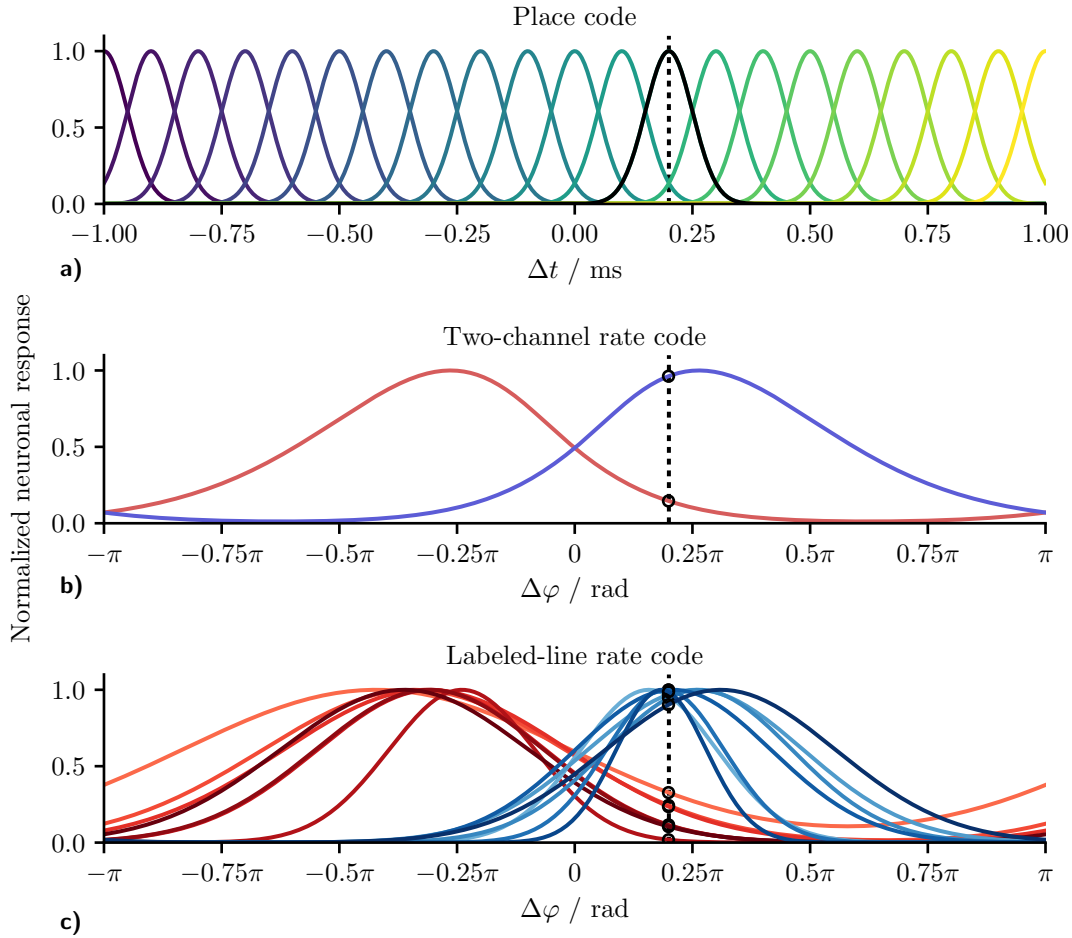 Place code
1.0
0.5
0.0
−1.00 −0.75 −0.50 −0.25 0.00 0.25 0.50 0.75 1.00
a)
Δt / ms
Normalized neuronal response
Two-channel rate code
1.0
0.5
0.0
−π −0.75π −0.5π −0.25π 0 0.25π 0.5π 0.75π π
b)
Δφ / rad
Labeled-line rate code
1.0
0.5
0.0
−π −0.75π −0.5π −0.25π 0 0.25π 0.5π 0.75π π
c)
Δφ / rad